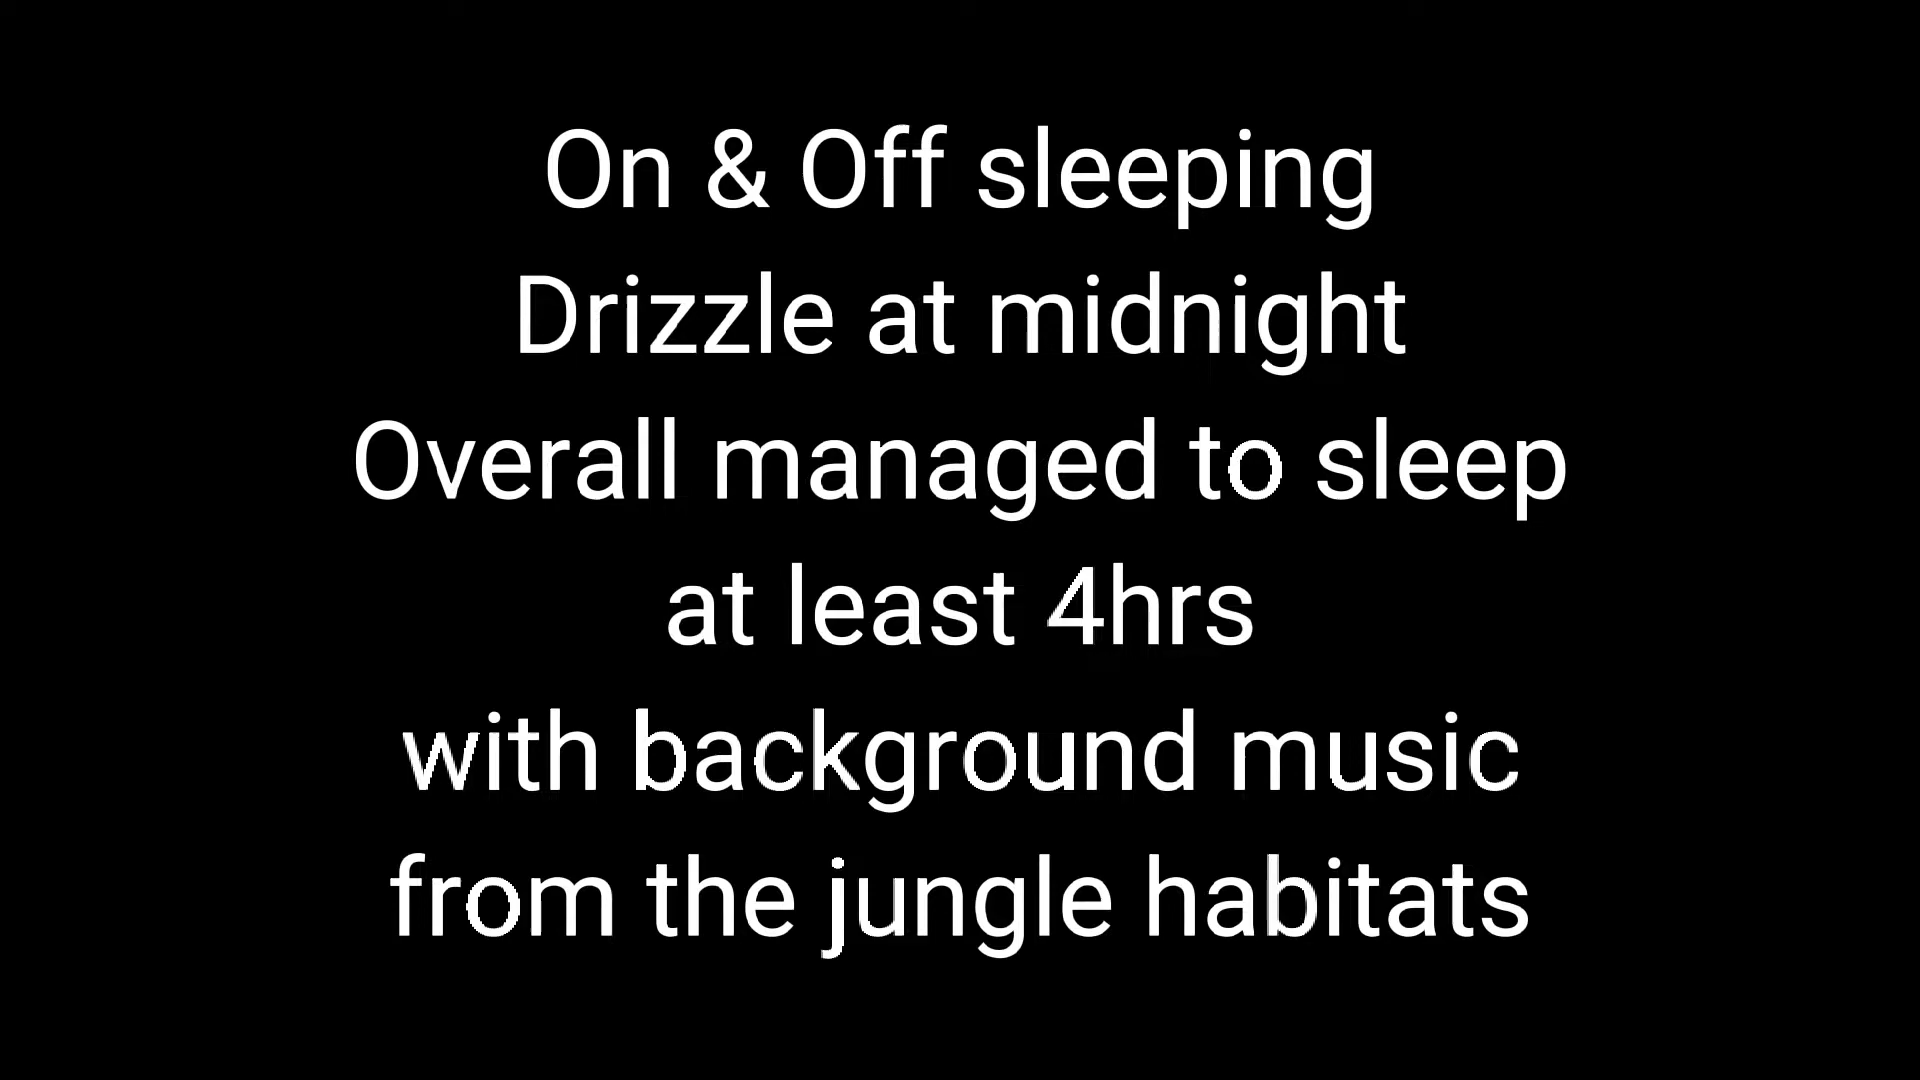 On & Off sleeping
Drizzle at midnight
Overall managed to sleep
at least 4hrs
with background music
from the jungle habitats